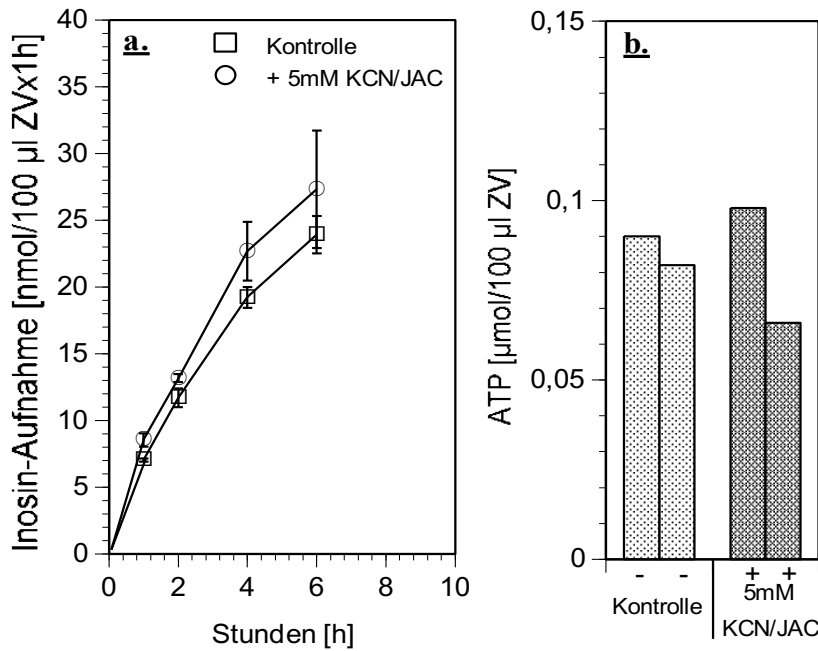 a.
Kontrolle
+ 5mM KCN/JAC
Inosin-Aufnahme [nmol/100 µl ZVx1h]
40
35
30
25
20
15
10
5
0
0 2 4 6 8 10
Stunden [h]
b.
ATP [µmol/100 µl ZV]
0,15
0,1
0,05
0
- - + +
Kontrolle
5mM
KCN/JAC